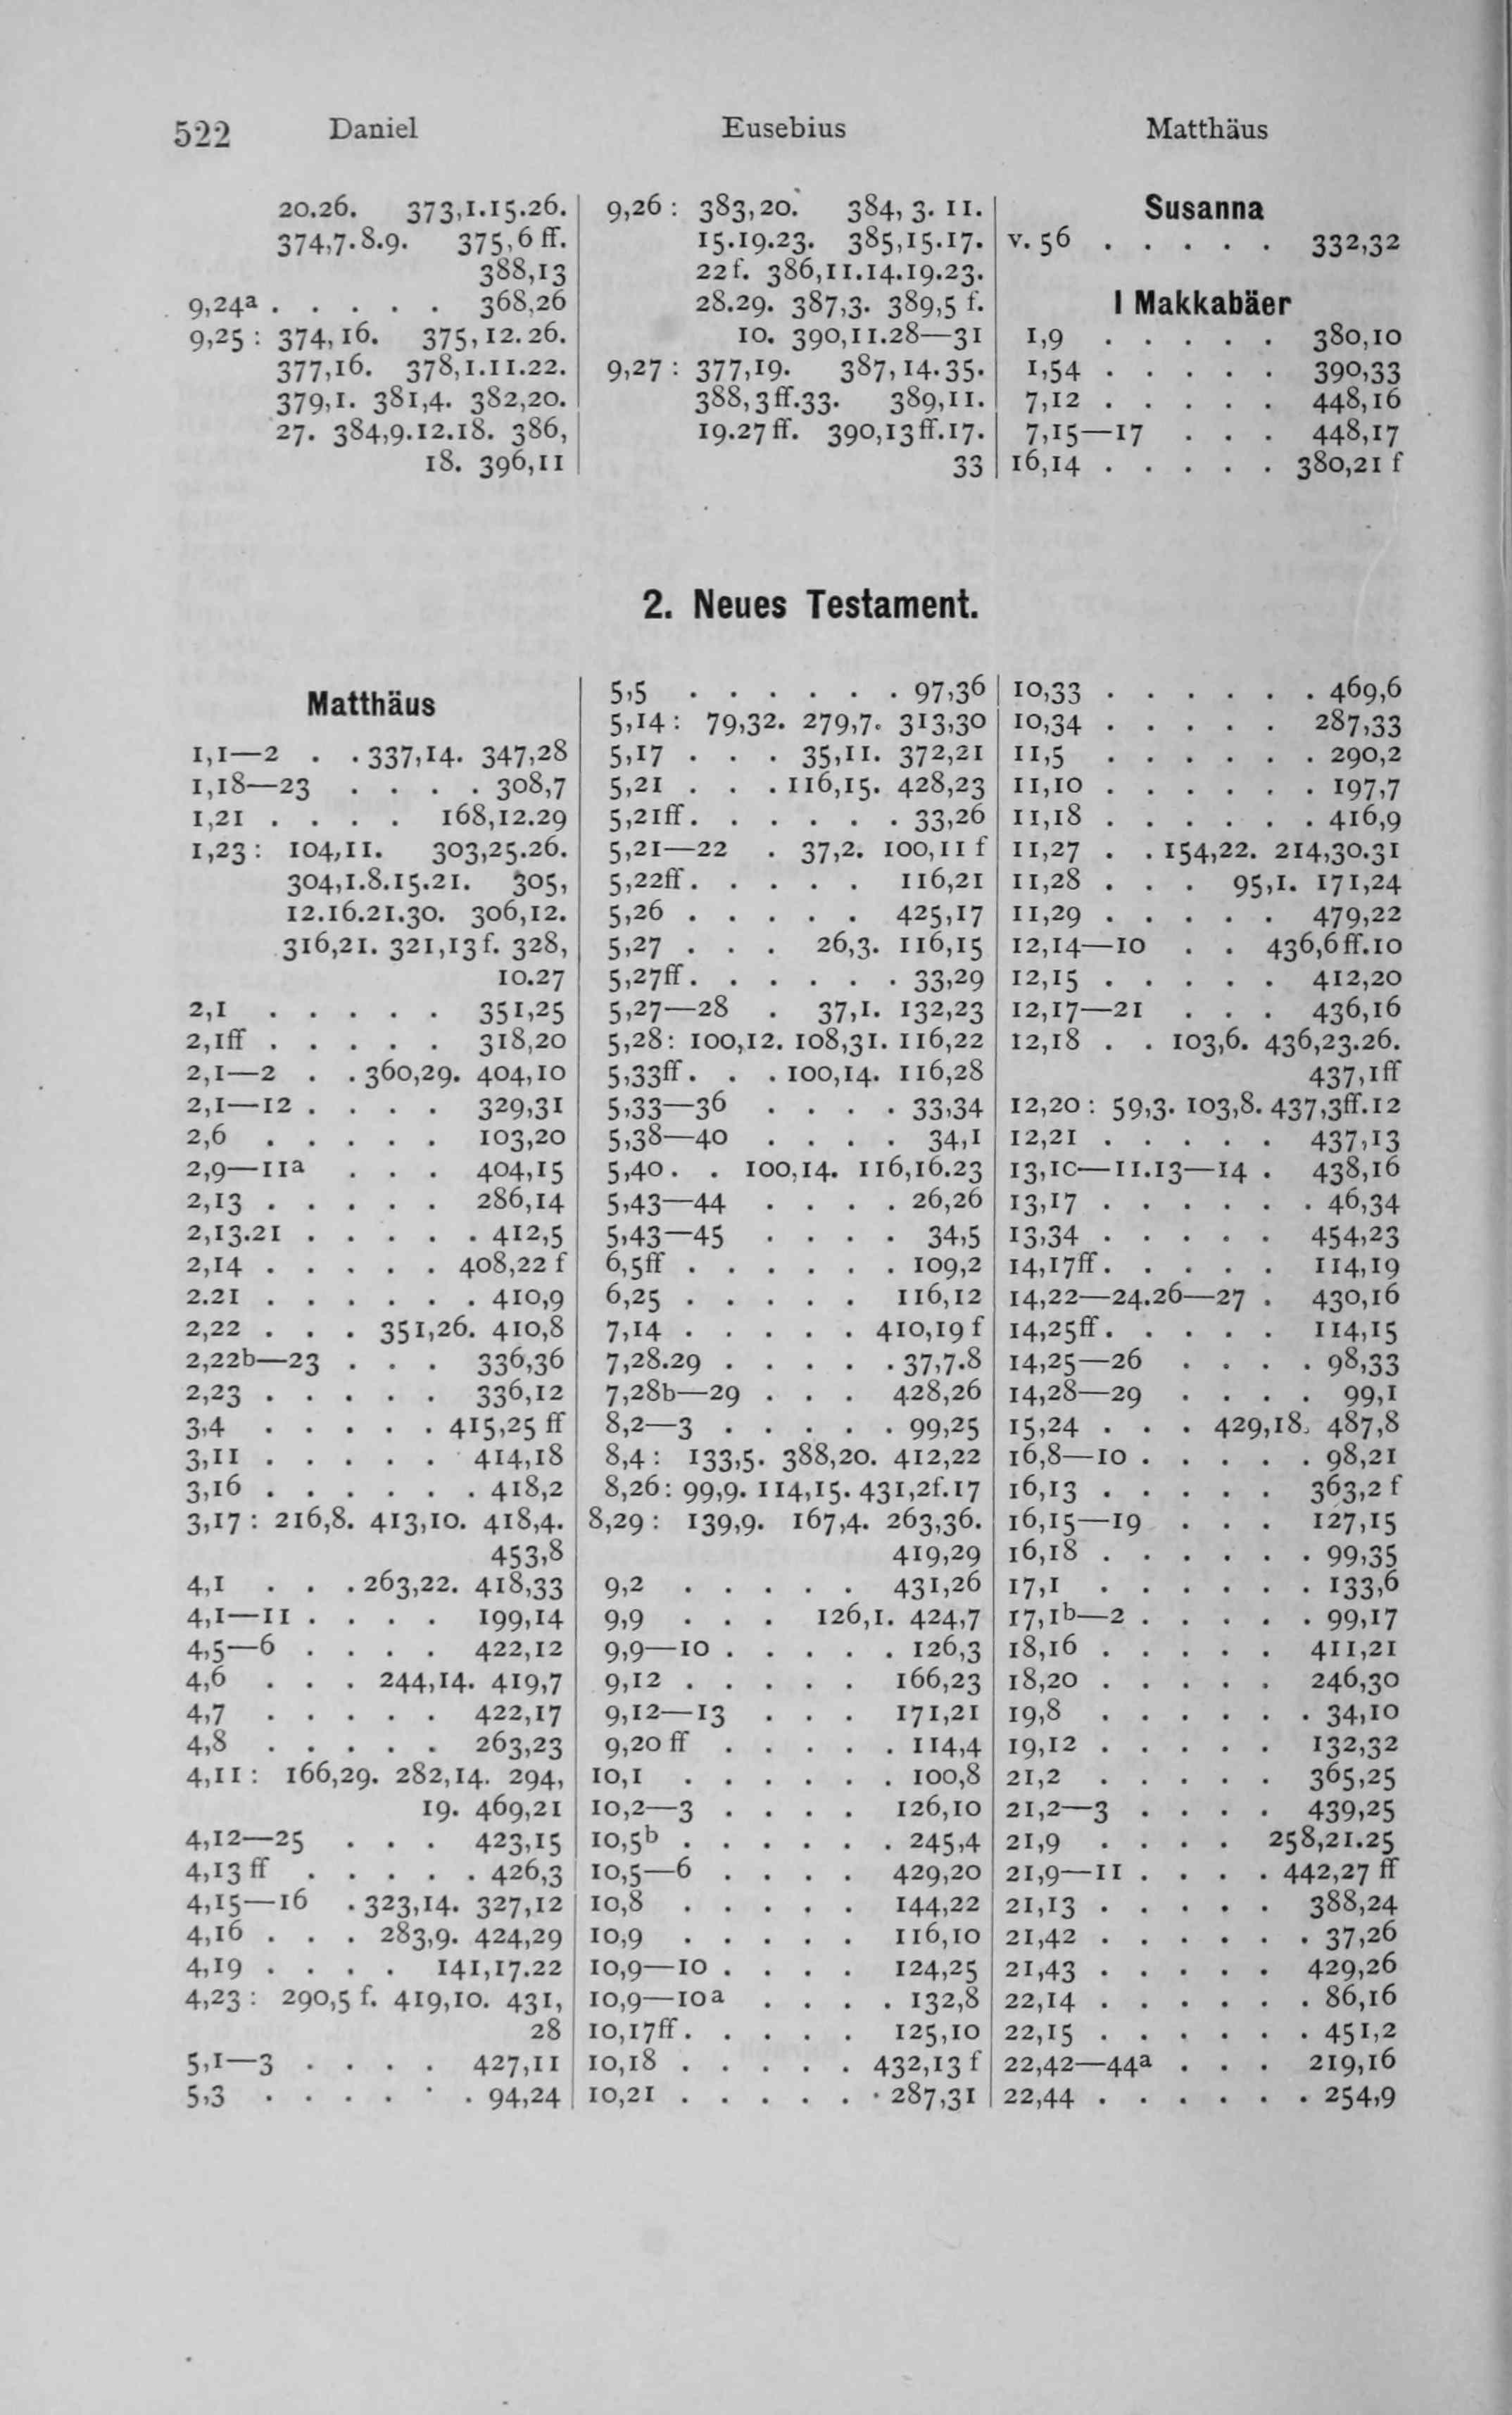 522 Daniel Eusebius Matthäus
20.26. 373,1.15.26.
374,7.8.9. 375,6 ff.
388,13
9,24a . . . . . 368,26
9,25 : 374,16. 375,12.26.
377,16. 378,1.11.22.
379,1. 381,4. 382,20.
27. 384,9.12.18. 386,
18. 396,11
9,26 : 383,20. 384, 3. 11.
15.19.23. 385,15.17.
22 f. 386,11.14.19.23.
28.29. 387,3. 389,5 f.
10. 390,11.28—31
9,27 : 377,19. 387,14.35.
388,3 ff.33. 389,11.
19.27 ff. 390,13 ff.17.
33
Susanna
v. 56 . . . . . 332,32
I Makkabäer
1,9 . . . . . 380,10
1,54 . . . . . 390,33
7,12 . . . . . 448,16
7,15—17 . . . 448,17
16,14 . . . . . 380,21 f
2. Neues Testament.
Matthäus
1,1—2 . . 337,14. 347,28
1,18—23 . . . . 308,7
1,21 . . . . 168,12.29
1,23 : 104,11. 303,25.26.
304,1.8.15.21. 305,
12.16.21.30. 306,12.
316,21. 321,13 f. 328,
10.27
2,1 . . . . . 351,25
2,1ff . . . . . 318,20
2,1—2 . . 360,29. 404,10
2,1—12 . . . . 329,31
2,6 . . . . . 103,20
2,9—11a . . . 404,15
2,13 . . . . . 286,14
2,13.21 . . . . . 412,5
2,14 . . . . . 408,22 f
2.21 . . . . . . 410,9
2,22 . . . 351,26. 410,8
2,22b—23 . . . 336,36
2,23 . . . . . 336,12
3,4 . . . . . 415,25 ff
3,11 . . . . . 414,18
3,16 . . . . . . 418,2
3,17 : 216,8. 413,10. 418,4.
453,8
4,1 . . . 263,22. 418,33
4,1—11 . . . . 199,14
4,5—6 . . . . 422,12
4,6 . . . 244,14. 419,7
4,7 . . . . . 422,17
4,8 . . . . . 263,23
4,11 : 166,29. 282,14. 294,
19. 469,21
4,12—25 . . . 423,15
4,13 ff . . . . . 426,3
4,15—16 . 323,14. 327,12
4,16 . . . 283,9. 424,29
4,19 . . . . 141,17.22
4,23 : 290,5 f. 419,10. 431,
28
5,1—3 . . . . 427,11
5,3 . . . . . . 94,24
5,5 . . . . . . 97,36
5,14 : 79,32. 279,7. 313,30
5,17 . . . 35,11. 372,21
5,21 . . . 116,15. 428,23
5,21ff. . . . . . 33,26
5,21—22 . 37,2. 100,11 f
5,22ff. . . . . 116,21
5,26 . . . . . 425,17
5,27 . . . 26,3. 116,15
5,27ff. . . . . . 33,29
5,27—28 . 37,1. 132,23
5,28: 100,12. 108,31. 116,22
5,33ff. . . 100,14. 116,28
5,33—36 . . . . 33,34
5,38—40 . . . . 34,1
5,40. . 100,14. 116,16.23
5,43—44 . . . . 26,26
5,43—45 . . . . 34,5
6,5ff . . . . . . 109,2
6,25 . . . . . 116,12
7,14 . . . . . 410,19 f
7,28.29 . . . . . 37,7.8
7,28b—29 . . . 428,26
8,2—3 . . . . . 99,25
8,4 : 133,5. 388,20. 412,22
8,26: 99,9. 114,15. 431,2f.17
8,29 : 139,9. 167,4. 263,36.
419,29
9,2 . . . . . 431,26
9,9 . . . 126,1. 424,7
9,9—10 . . . . . 126,3
9,12 . . . . . 166,23
9,12—13 . . . 171,21
9,20 ff . . . . . 114,4
10,1 . . . . . . 100,8
10,2—3 . . . . 126,10
10,5b . . . . . . 245,4
10,5—6 . . . . 429,20
10,8 . . . . . 144,22
10,9 . . . . . 116,10
10,9—10 . . . . 124,25
10,9—10a . . . . 132,8
10,17ff. . . . . 125,10
10,18 . . . . . 432,13 f
10,21 . . . . . . 287,31
10,33 . . . . . . 469,6
10,34 . . . . . 287,33
11,5 . . . . . . 290,2
11,10 . . . . . . 197,7
11,18 . . . . . . 416,9
11,27 . . 154,22. 214,30.31
11,28 . . . 95,1. 171,24
11,29 . . . . . 479,22
12,14—10 . . 436,6ff.10
12,15 . . . . . 412,20
12,17—21 . . . 436,16
12,18 . . 103,6. 436,23.26.
437,1ff
12,20 : 59,3. 103,8. 437,3ff.12
12,21 . . . . . 437,13
13,10—11.13—14 . 438,16
13,17 . . . . . . 46,34
13,34 . . . . . 454,23
14,17ff. . . . . 114,19
14,22—24.26—27 . 430,16
14,25ff. . . . . 114,15
14,25—26 . . . . 98,33
14,28—29 . . . . 99,1
15,24 . . . 429,18. 487,8
16,8—10 . . . . . 98,21
16,13 . . . . . 363,2 f
16,15—19 . . . 127,15
16,18 . . . . . . 99,35
17,1 . . . . . . 133,6
17,1b—2 . . . . . 99,17
18,16 . . . . . 411,21
18,20 . . . . . 246,30
19,8 . . . . . . 34,10
19,12 . . . . . 132,32
21,2 . . . . . 365,25
21,2—3 . . . . 439,25
21,9 . . . . 258,21.25
21,9—11 . . . . 442,27 ff
21,13 . . . . . 388,24
21,42 . . . . . . 37,26
21,43 . . . . . 429,26
22,14 . . . . . . 86,16
22,15 . . . . . . 451,2
22,42—44a . . . 219,16
22,44 . . . . . . 254,9